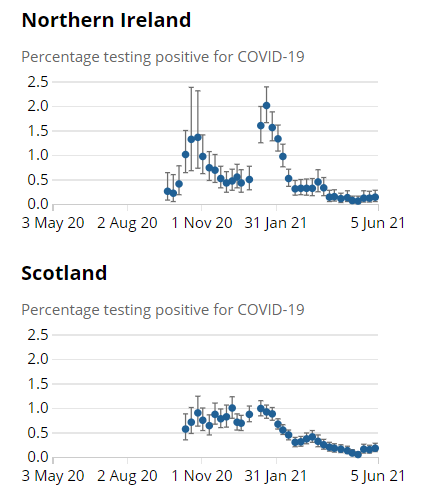 Northern Ireland
Percentage testing positive for COVID-19
2.5
2.0
1.5
1.0
0.5
0.0
3 May 20 2 Aug 20 1 Nov 20 31 Jan 21 5 Jun 21
Scotland
Percentage testing positive for COVID-19
2.5
2.0
1.5
1.0
0.5
0.0
3 May 20 2 Aug 20 1 Nov 20 31 Jan 21 5 Jun 21